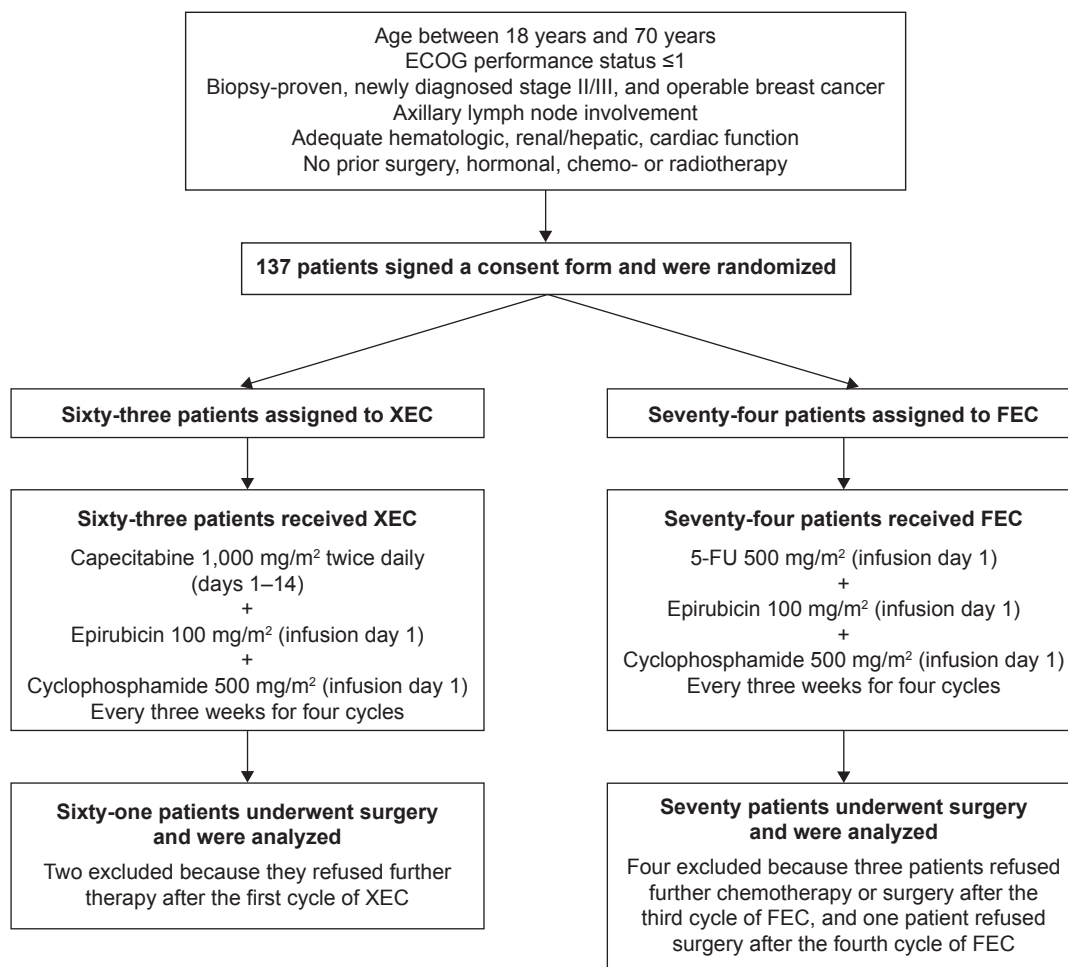 Age between 18 years and 70 years
ECOG performance status ≤1
Biopsy-proven, newly diagnosed stage II/III, and operable breast cancer
Axillary lymph node involvement
Adequate hematologic, renal/hepatic, cardiac function
No prior surgery, hormonal, chemo- or radiotherapy
137 patients signed a consent form and were randomized
Sixty-three patients assigned to XEC
Sixty-three patients received XEC
Capecitabine 1,000 mg/m² twice daily
(days 1–14)
+
Epirubicin 100 mg/m² (infusion day 1)
+
Cyclophosphamide 500 mg/m² (infusion day 1)
Every three weeks for four cycles
Sixty-one patients underwent surgery
and were analyzed
Two excluded because they refused further
therapy after the first cycle of XEC
Seventy-four patients assigned to FEC
Seventy-four patients received FEC
5-FU 500 mg/m² (infusion day 1)
+
Epirubicin 100 mg/m² (infusion day 1)
+
Cyclophosphamide 500 mg/m² (infusion day 1)
Every three weeks for four cycles
Seventy patients underwent surgery
and were analyzed
Four excluded because three patients refused
further chemotherapy or surgery after the
third cycle of FEC, and one patient refused
surgery after the fourth cycle of FEC